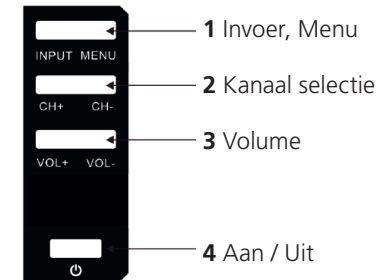 1 Invoer, Menu
INPUT MENU
2 Kanaal selectie
CH+ CH-
3 Volume
VOL+ VOL-
4 Aan / Uit